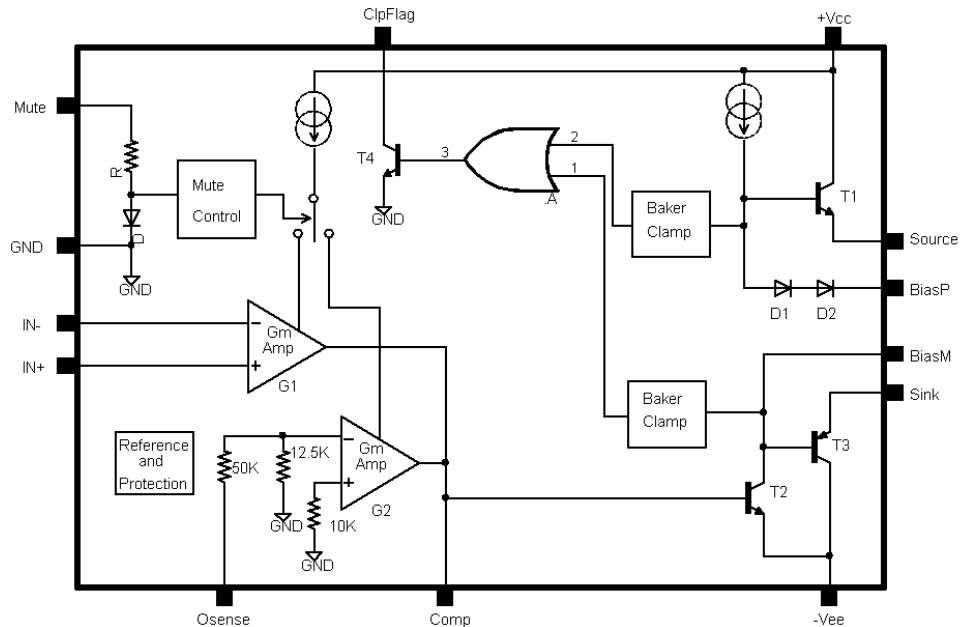 ClpFlag
+Vcc
Mute
R
D
GND
GND
Mute
Control
T4
GND
3
2
1
A
Baker
Clamp
T1
Source
BiasP
D1
D2
IN-
IN+
Gm
Amp
−
+
G1
BiasM
Sink
Baker
Clamp
T3
T2
Reference
and
Protection
50K
12.5K
GND
Gm
Amp
−
+
G2
10K
GND
Osense
Comp
-Vee